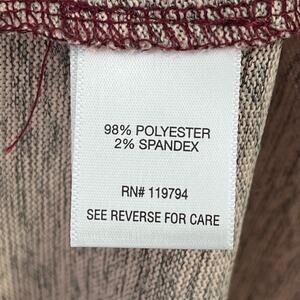 98% POLYESTER
2% SPANDEX
RN# 119794
SEE REVERSE FOR CARE